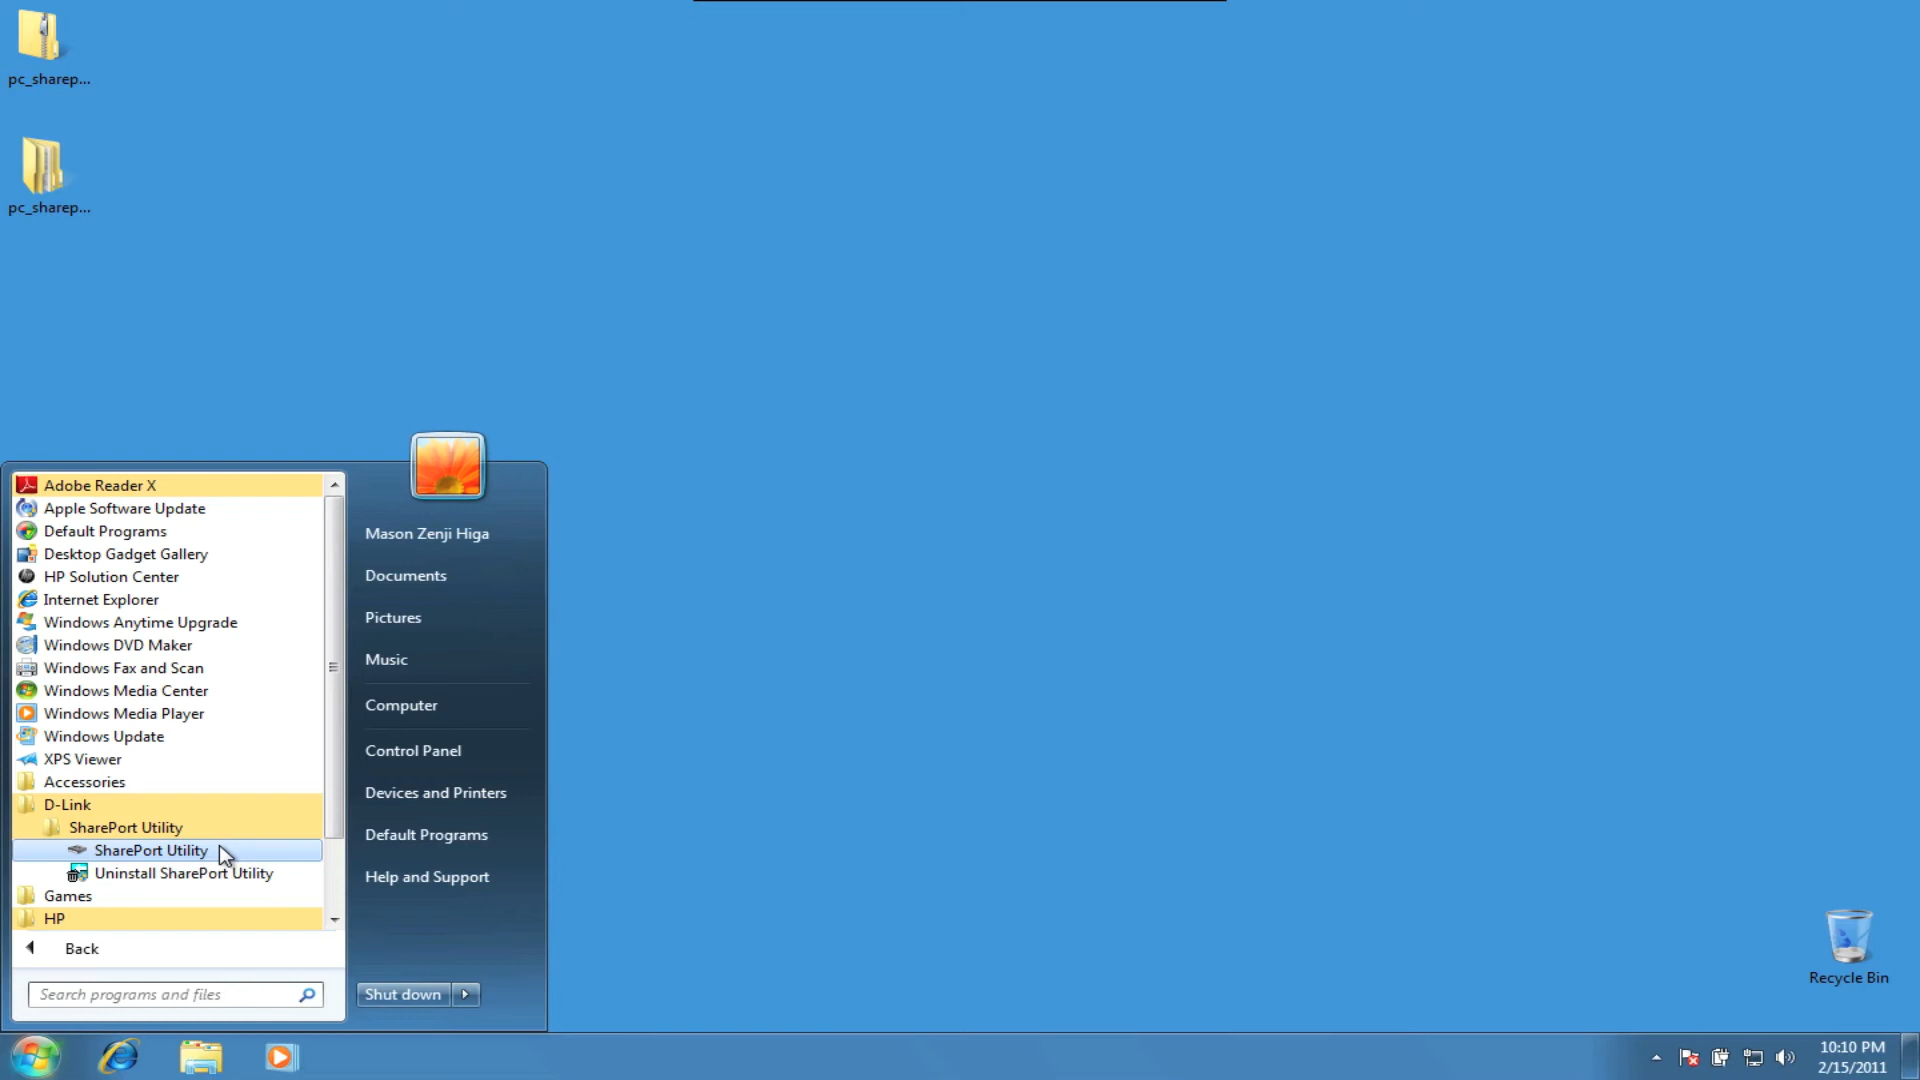 pc_sharep...
pc_sharep...
Adobe Reader X
Apple Software Update
Default Programs
Desktop Gadget Gallery
HP Solution Center
Internet Explorer
Windows Anytime Upgrade
Windows DVD Maker
Windows Fax and Scan
Windows Media Center
Windows Media Player
Windows Update
XPS Viewer
Accessories
D-Link
SharePort Utility
SharePort Utility
Uninstall SharePort Utility
Games
HP
Back
Search programs and files
Mason Zenji Higa
Documents
Pictures
Music
Computer
Control Panel
Devices and Printers
Default Programs
Help and Support
Shut down
Recycle Bin
10:10 PM
2/15/2011